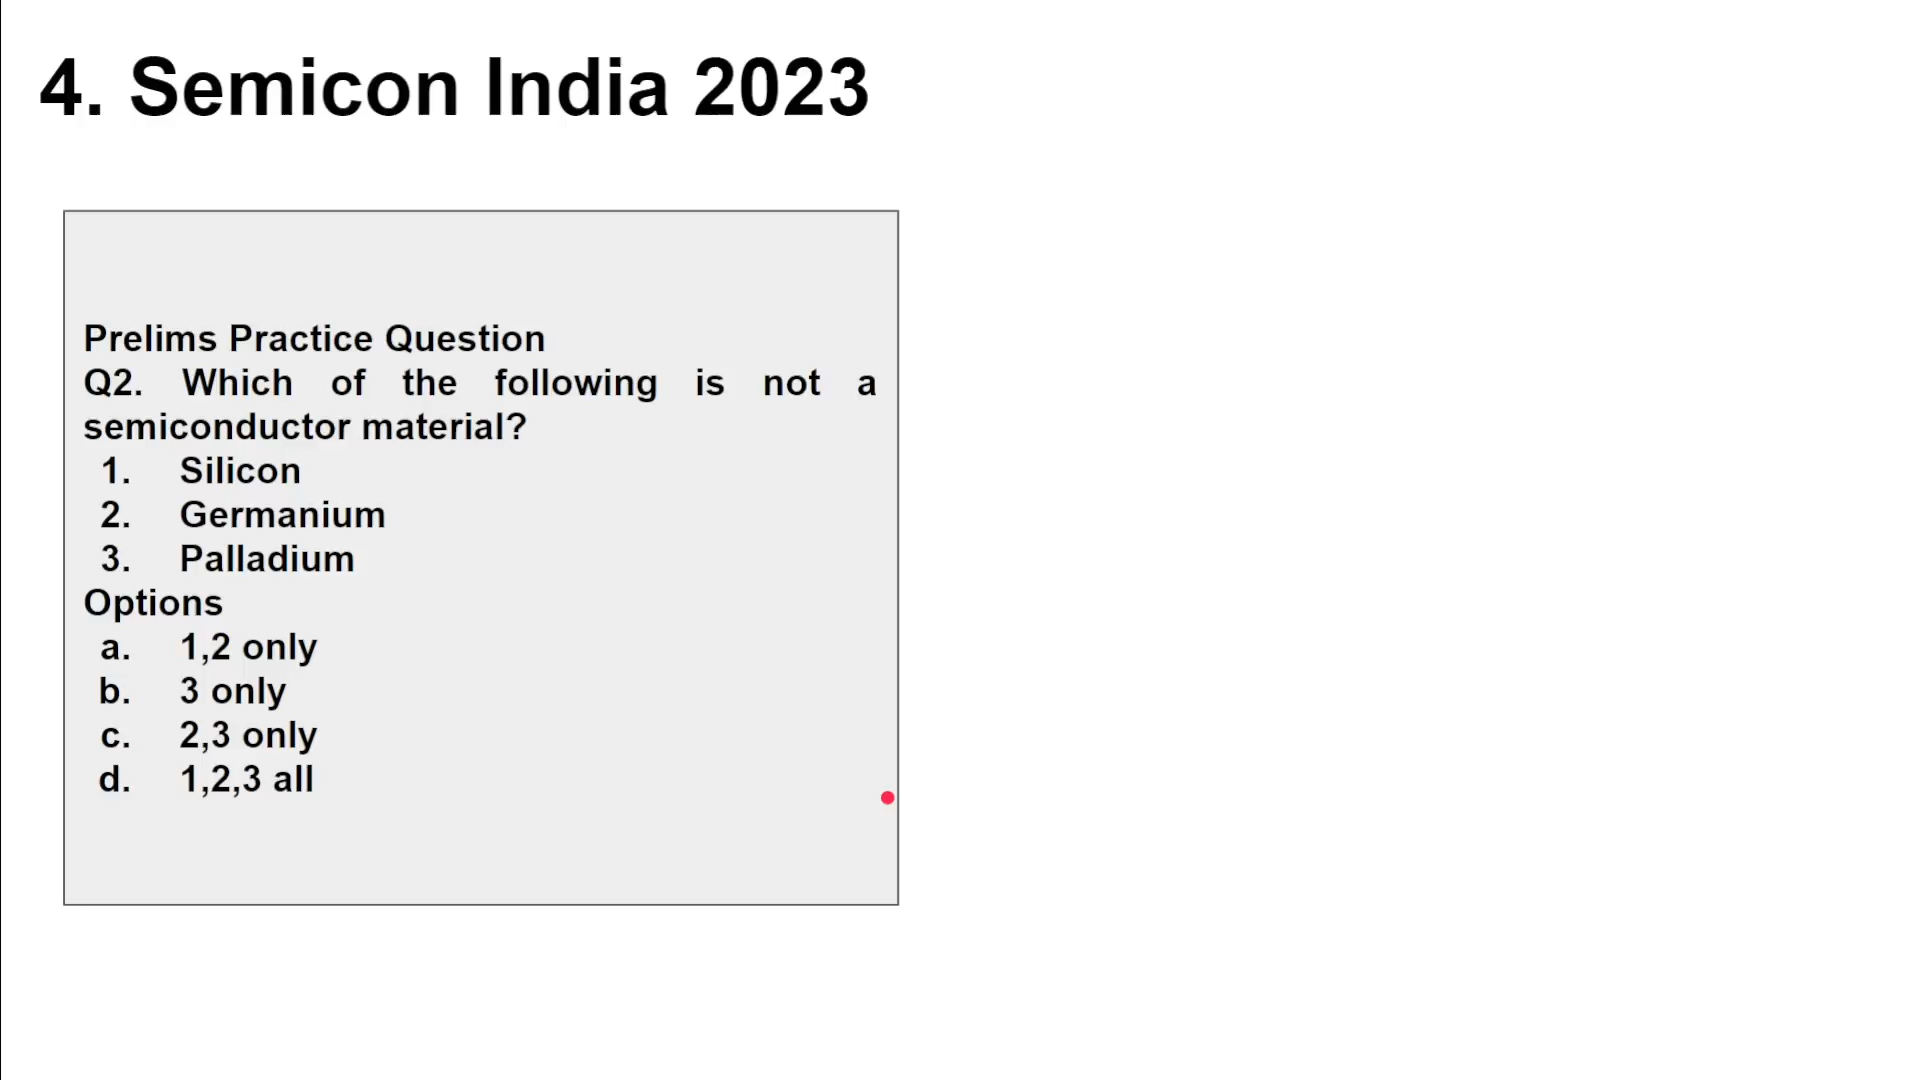 4. Semicon India 2023
Prelims Practice Question
Q2. Which of the following is not a
semiconductor material?
1. Silicon
2. Germanium
3. Palladium
Options
a. 1,2 only
b. 3 only
c. 2,3 only
d. 1,2,3 all